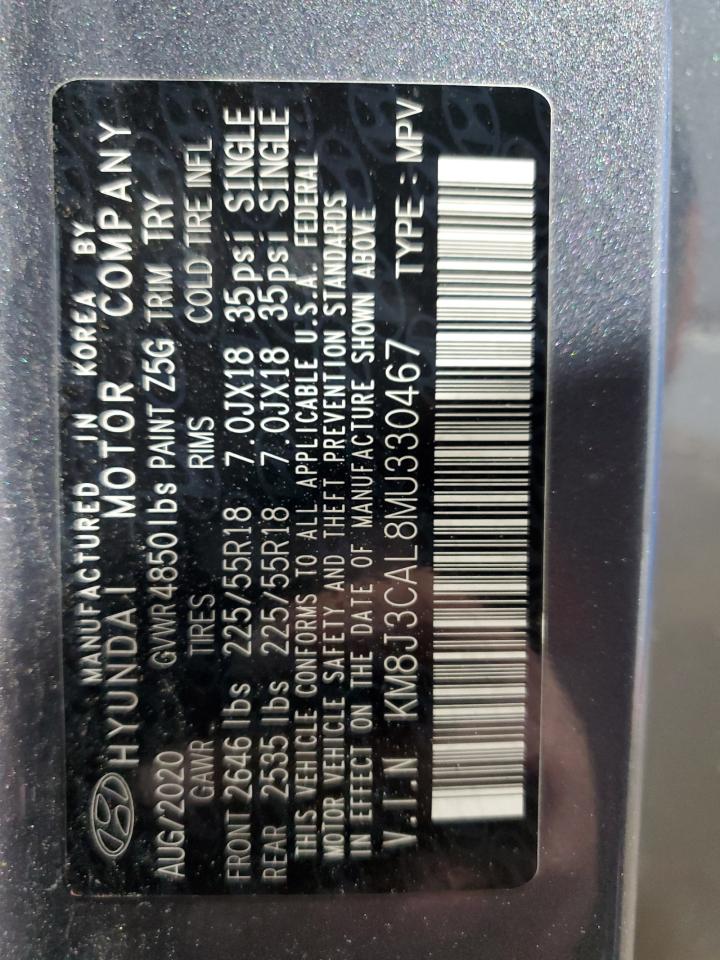 MANUFACTURED IN KOREA BY
HYUNDAI MOTOR COMPANY
AUG/2020 GVWR 4850 lbs PAINT Z5G TRIM TRY
GAWR TIRES RIMS COLD TIRE INFL
FRONT 2646 lbs 225/55R18 7.0JX18 35psi SINGLE
REAR 2535 lbs 225/55R18 7.0JX18 35psi SINGLE
THIS VEHICLE CONFORMS TO ALL APPLICABLE U.S.A. FEDERAL
MOTOR VEHICLE SAFETY AND THEFT PREVENTION STANDARDS
IN EFFECT ON THE DATE OF MANUFACTURE SHOWN ABOVE
V.I.N KM8J3CAL8MU330467 TYPE : MPV